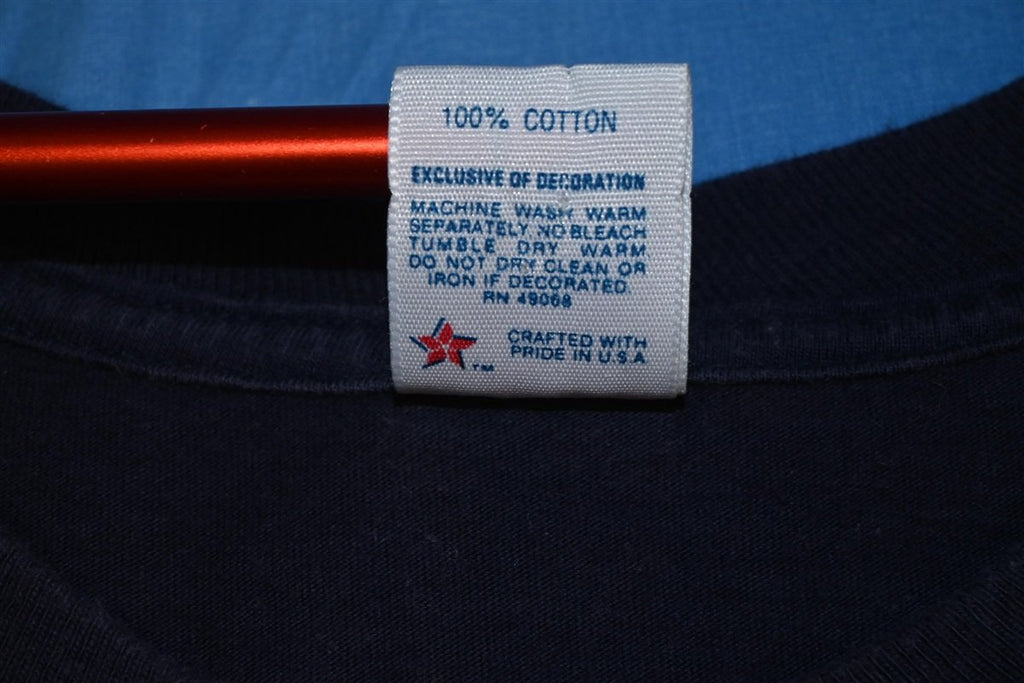 100% COTTON
EXCLUSIVE OF DECORATION
MACHINE WASH WARM
SEPARATELY NO BLEACH
TUMBLE DRY WARM
DO NOT DRY CLEAN OR
IRON IF DECORATED.
RN 49068
CRAFTED WITH
PRIDE IN U.S.A
TM